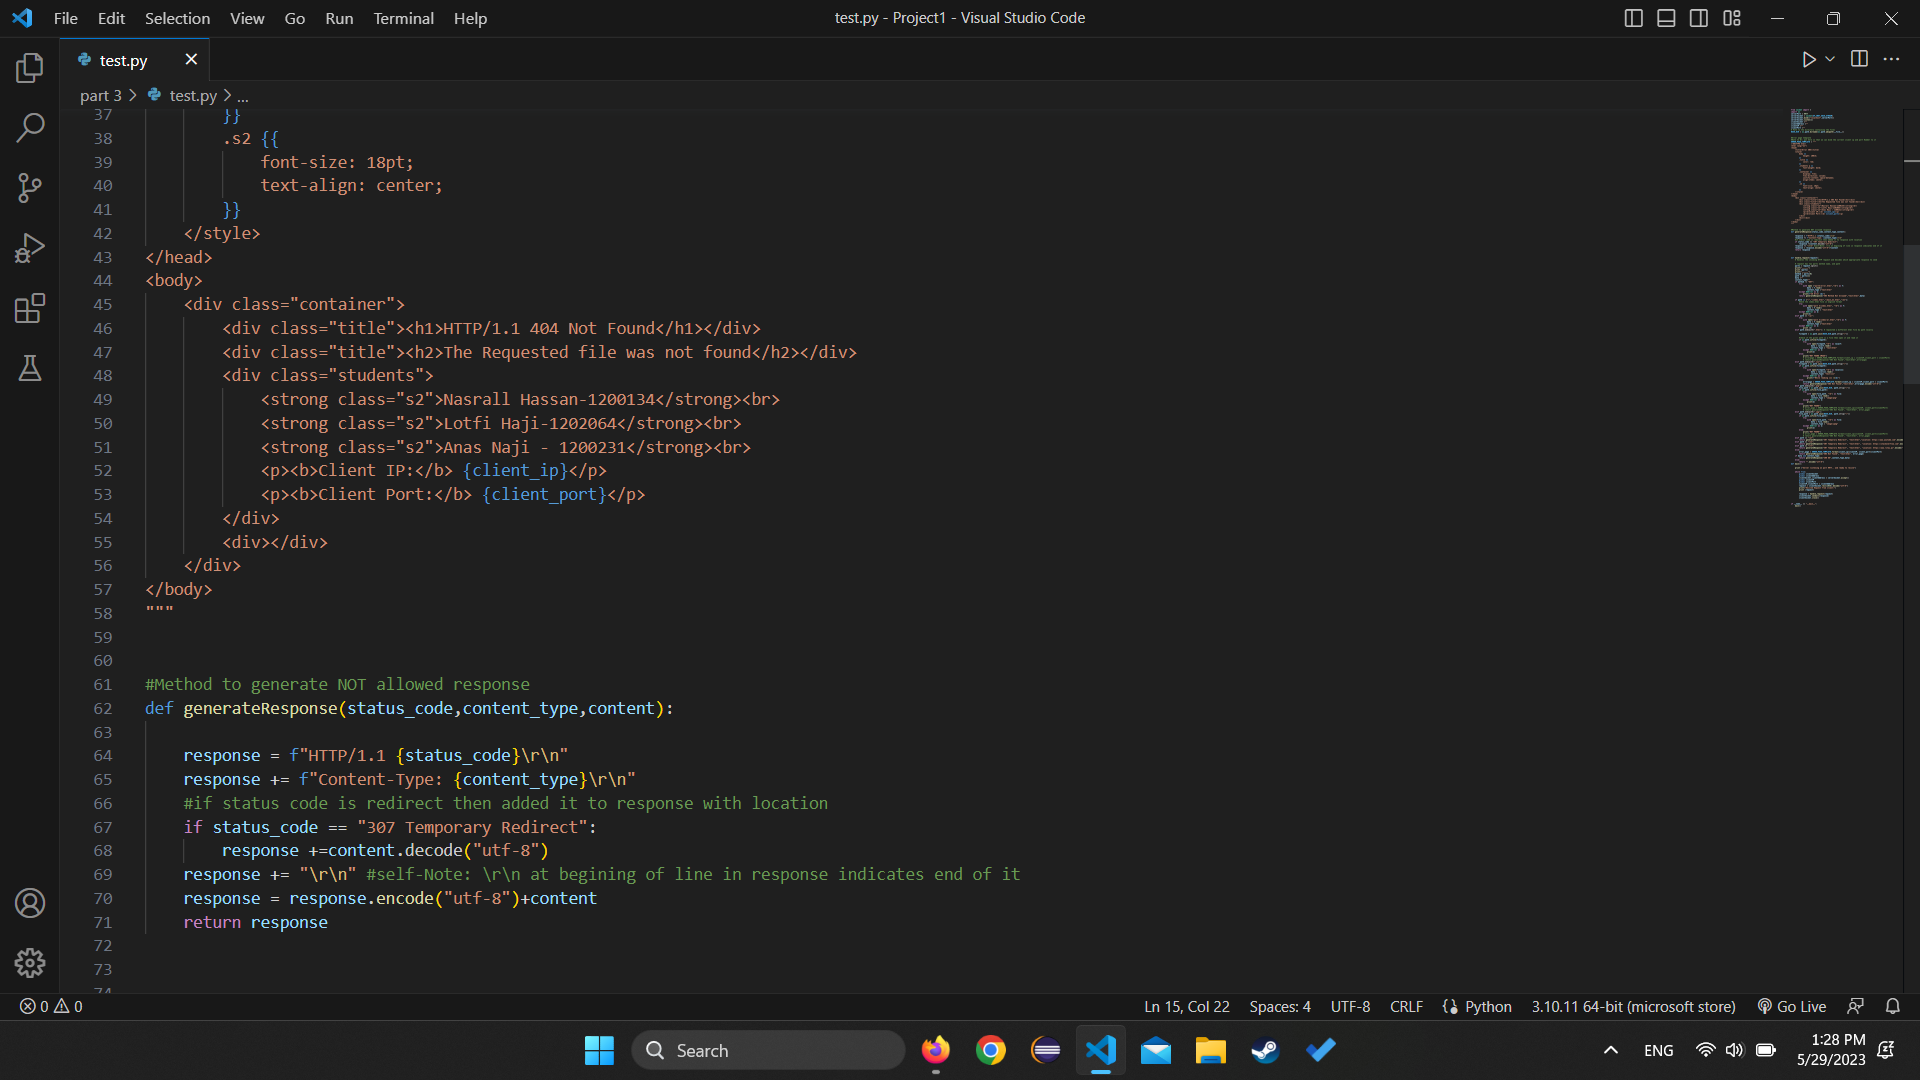 File Edit Selection View Go Run Terminal Help
test.py - Project1 - Visual Studio Code
test.py
part 3 > test.py > ...
37 }}
38 .s2 {{
39 font-size: 18pt;
40 text-align: center;
41 }}
42 </style>
43 </head>
44 <body>
45 <div class="container">
46 <div class="title"><h1>HTTP/1.1 404 Not Found</h1></div>
47 <div class="title"><h2>The Requested file was not found</h2></div>
48 <div class="students">
49 <strong class="s2">Nasrall Hassan-1200134</strong><br>
50 <strong class="s2">Lotfi Haji-1202064</strong><br>
51 <strong class="s2">Anas Naji - 1200231</strong><br>
52 <p><b>Client IP:</b> {client_ip}</p>
53 <p><b>Client Port:</b> {client_port}</p>
54 </div>
55 <div></div>
56 </div>
57 </body>
58 """
59
60
61 #Method to generate NOT allowed response
62 def generateResponse(status_code,content_type,content):
63
64 response = f"HTTP/1.1 {status_code}\r\n"
65 response += f"Content-Type: {content_type}\r\n"
66 #if status code is redirect then added it to response with location
67 if status_code == "307 Temporary Redirect":
68 response +=content.decode("utf-8")
69 response += "\r\n" #self-Note: \r\n at begining of line in response indicates end of it
70 response = response.encode("utf-8")+content
71 return response
72
73
74
0 0
Ln 15, Col 22 Spaces: 4 UTF-8 CRLF Python 3.10.11 64-bit (microsoft store) Go Live
Search
ENG
1:28 PM
5/29/2023